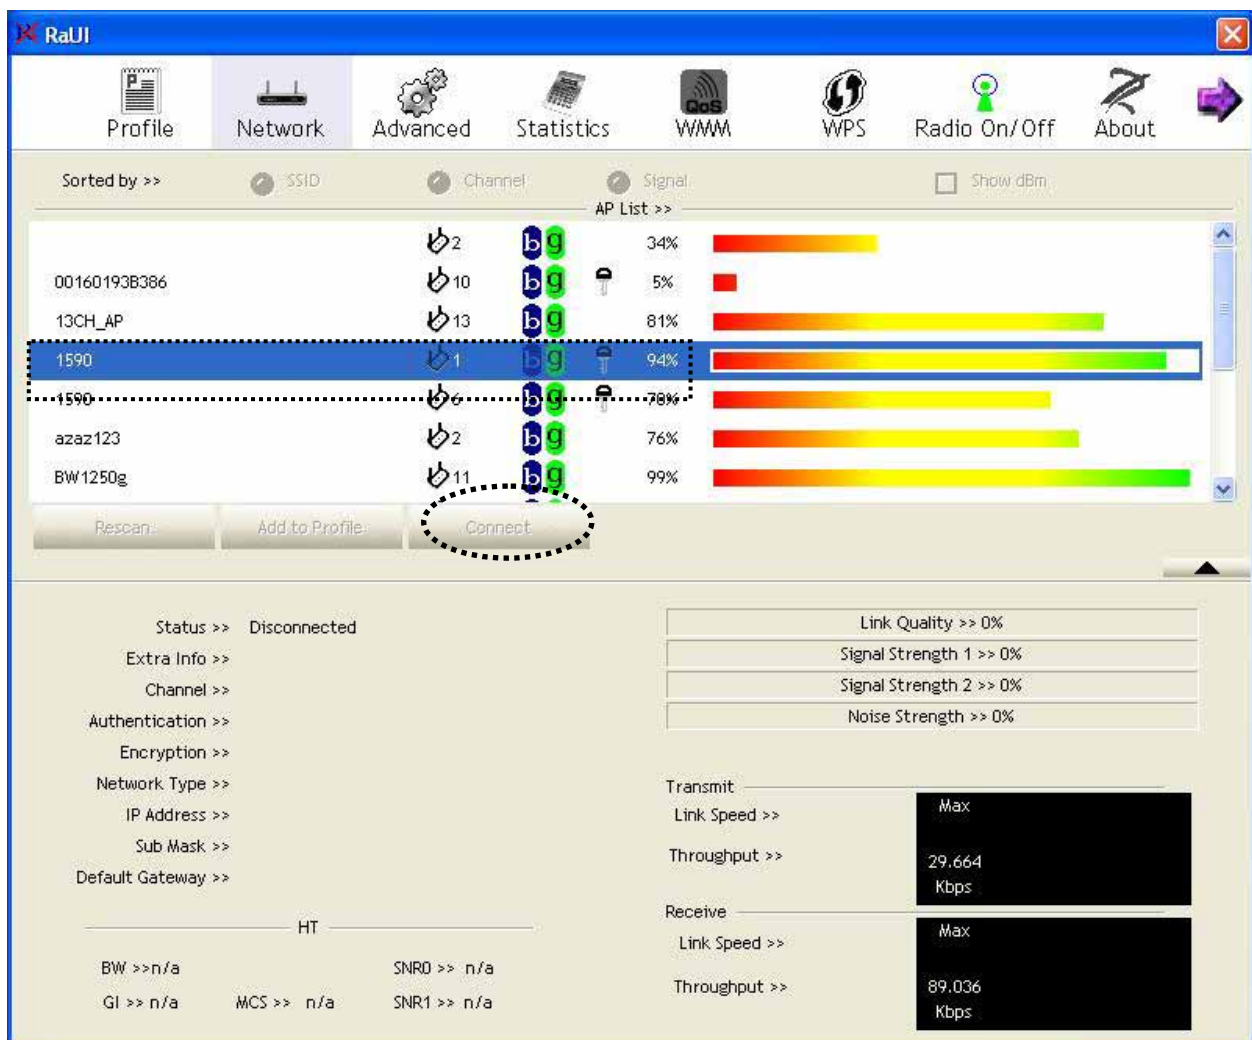 RaUI
Profile Network Advanced Statistics QoS WMM WPS Radio On/Off About
Sorted by >> SSID Channel Signal Show dBm
AP List >>
2 b g 34%
00160193B386 10 b g 5%
13CH_AP 13 b g 81%
1590 1 b g 94%
1590 6 b g 70%
azaz123 2 b g 76%
BW1250g 11 b g 99%
Rescan Add to Profile Connect
Status >> Disconnected
Extra Info >>
Channel >>
Authentication >>
Encryption >>
Network Type >>
IP Address >>
Sub Mask >>
Default Gateway >>
HT
BW >>n/a SNR0 >> n/a
GI >> n/a MCS >> n/a SNR1 >> n/a
Link Quality >> 0%
Signal Strength 1 >> 0%
Signal Strength 2 >> 0%
Noise Strength >> 0%
Transmit
Link Speed >> Max
Throughput >> 29.664
Kbps
Receive
Link Speed >> Max
Throughput >> 89.036
Kbps